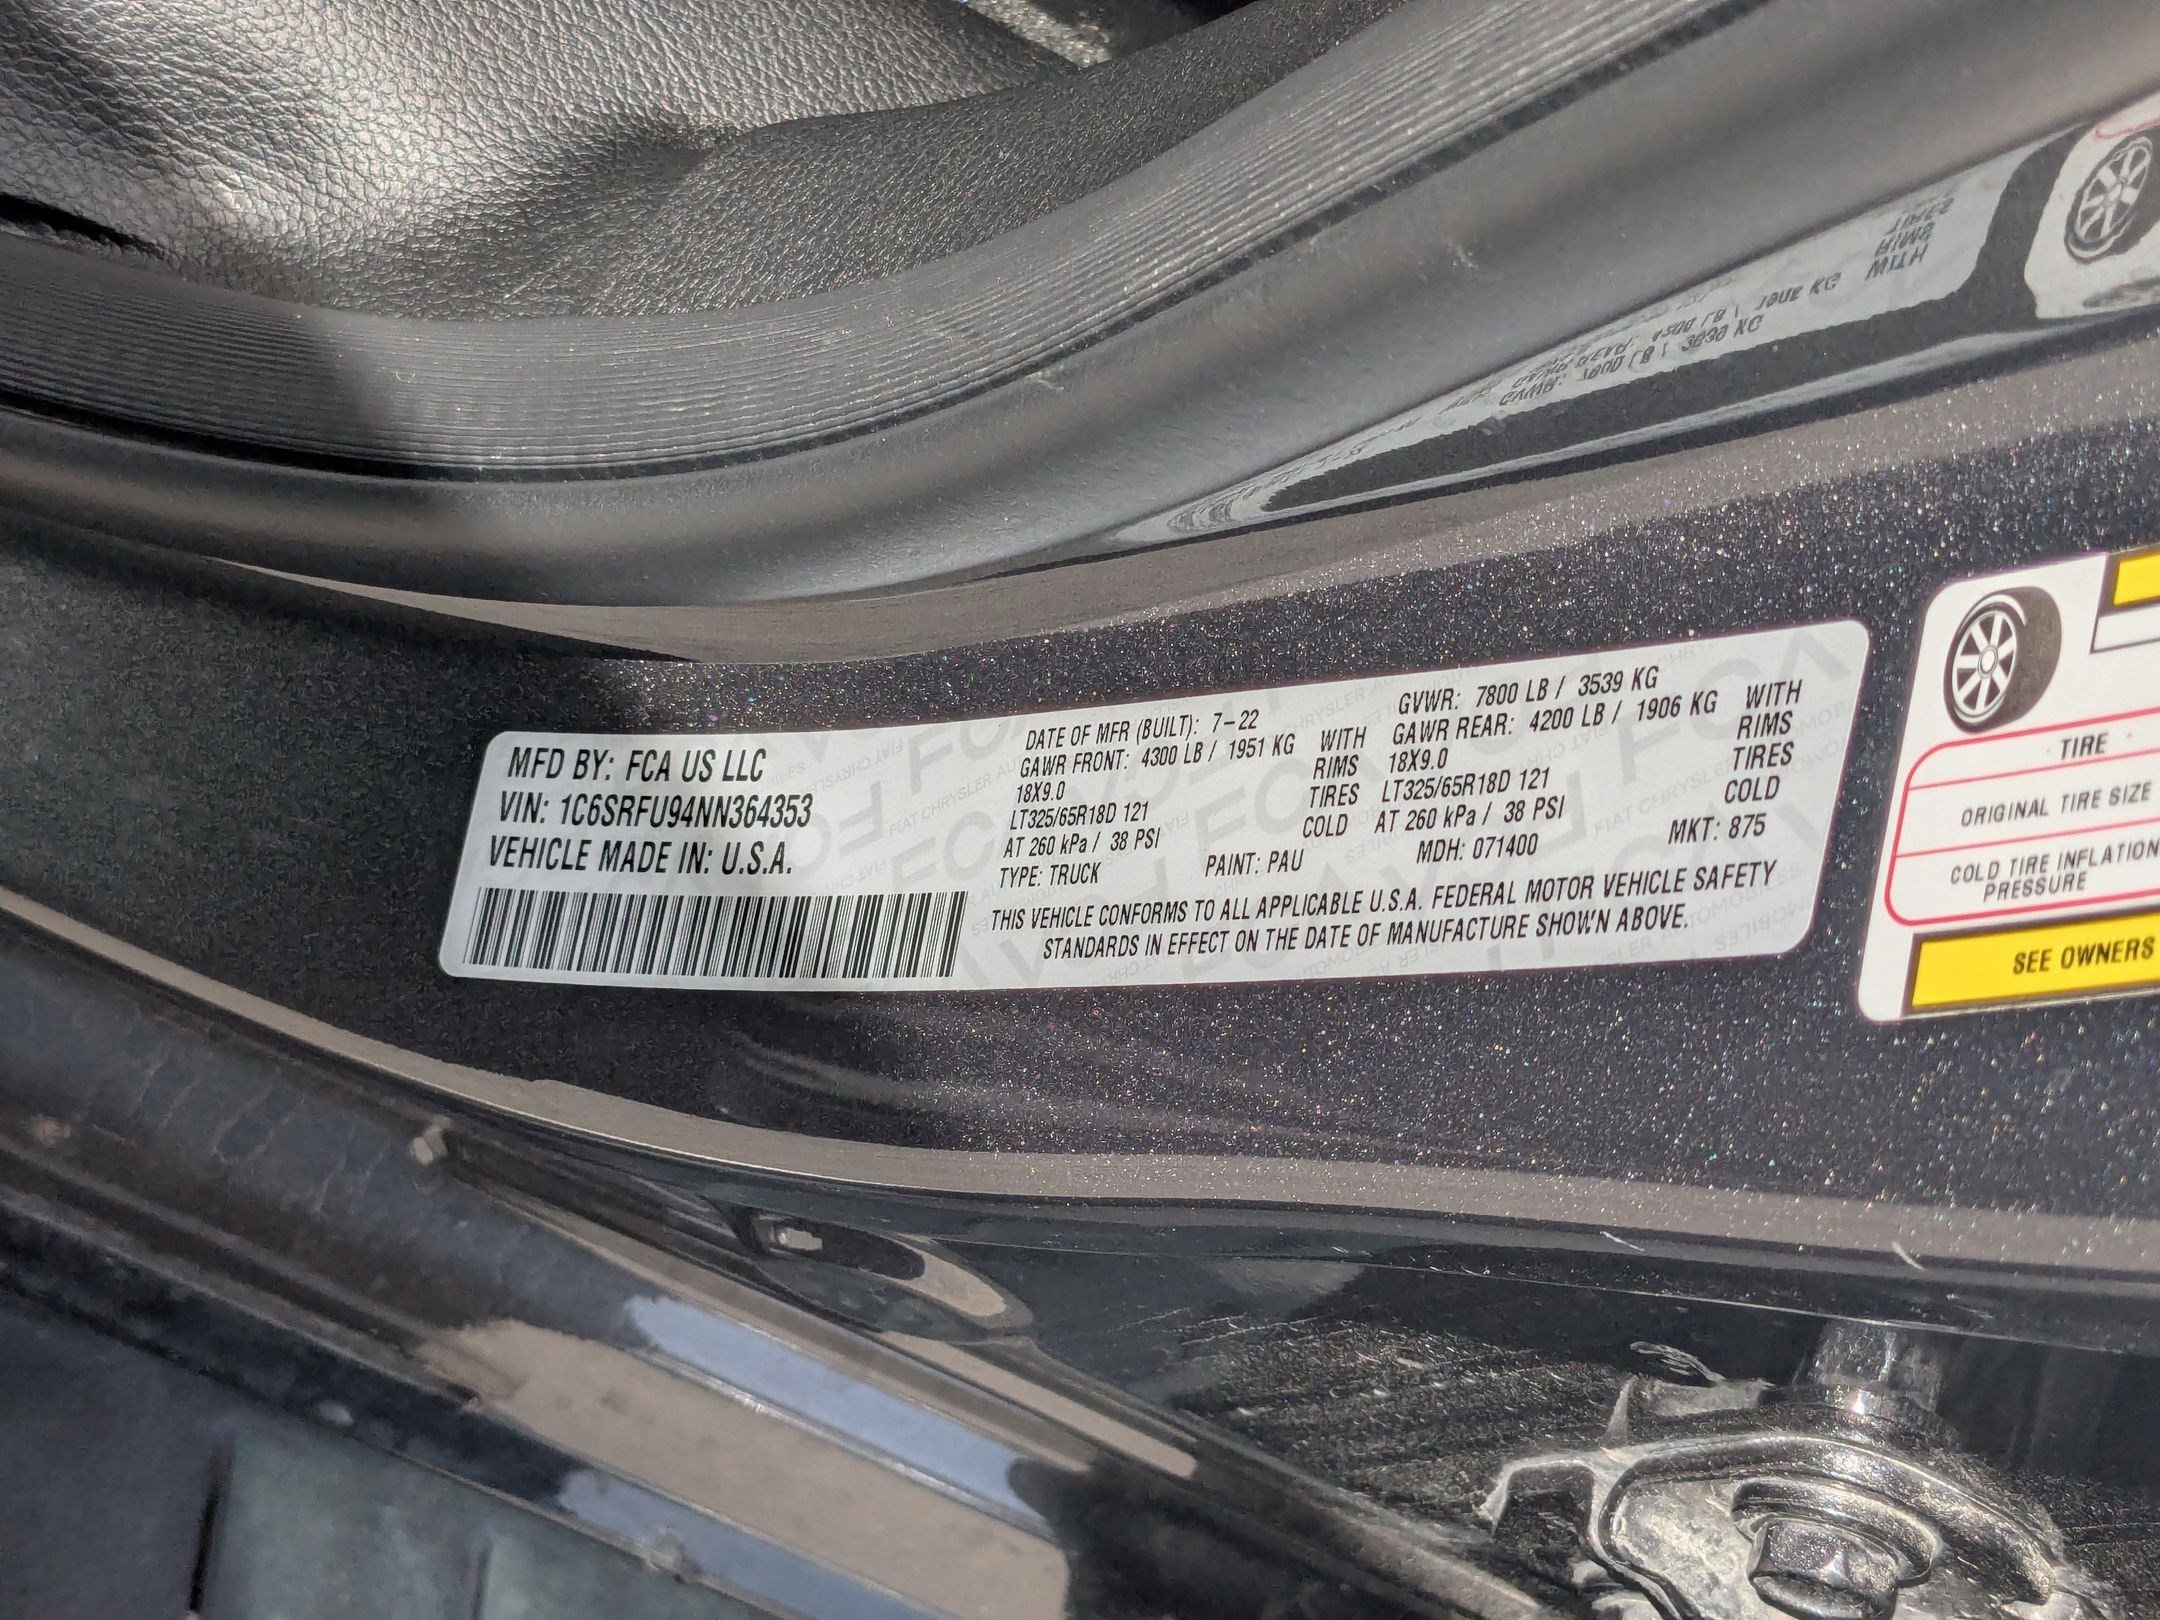 MFD BY: FCA US LLC
VIN: 1C6SRFU94NN364353
VEHICLE MADE IN: U.S.A.
DATE OF MFR (BUILT): 7-22 GVWR: 7800 LB / 3539 KG
GAWR FRONT: 4300 LB / 1951 KG WITH GAWR REAR: 4200 LB / 1906 KG WITH
18X9.0 RIMS 18X9.0 RIMS
LT325/65R18D 121 TIRES LT325/65R18D 121 TIRES
AT 260 kPa / 38 PSI COLD AT 260 kPa / 38 PSI COLD
TYPE: TRUCK PAINT: PAU MDH: 071400 MKT: 875
THIS VEHICLE CONFORMS TO ALL APPLICABLE U.S.A. FEDERAL MOTOR VEHICLE SAFETY
STANDARDS IN EFFECT ON THE DATE OF MANUFACTURE SHOWN ABOVE.
TIRE
ORIGINAL TIRE SIZE
COLD TIRE INFLATION
PRESSURE
SEE OWNERS